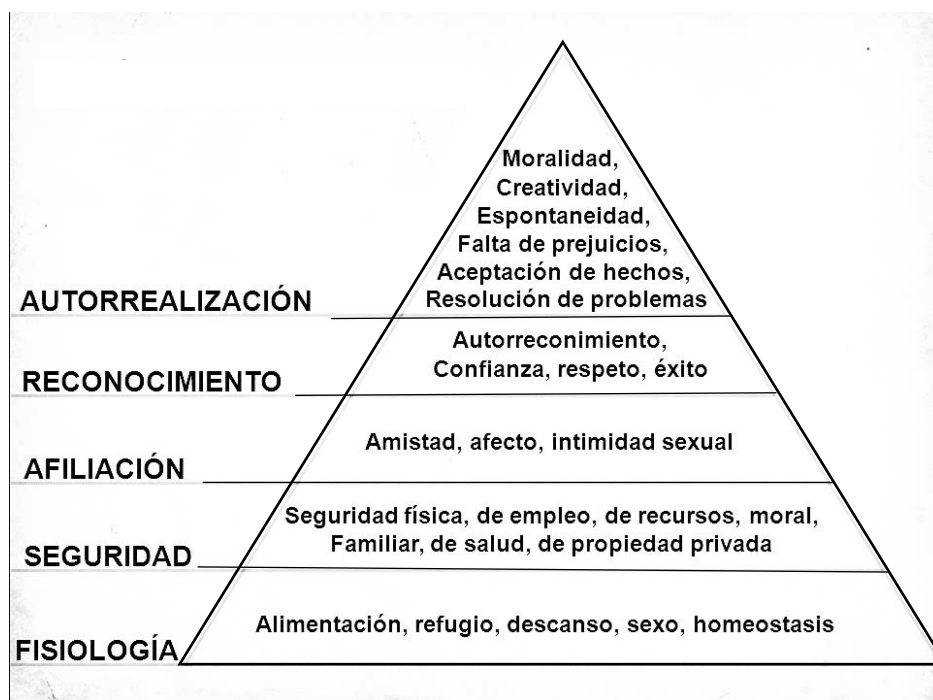 Moralidad,
Creatividad,
Espontaneidad,
Falta de prejuicios,
Aceptación de hechos,
Resolución de problemas
AUTORREALIZACIÓN
Autorreconimiento,
Confianza, respeto, éxito
RECONOCIMIENTO
Amistad, afecto, intimidad sexual
AFILIACIÓN
Seguridad física, de empleo, de recursos, moral,
Familiar, de salud, de propiedad privada
SEGURIDAD
Alimentación, refugio, descanso, sexo, homeostasis
FISIOLOGÍA